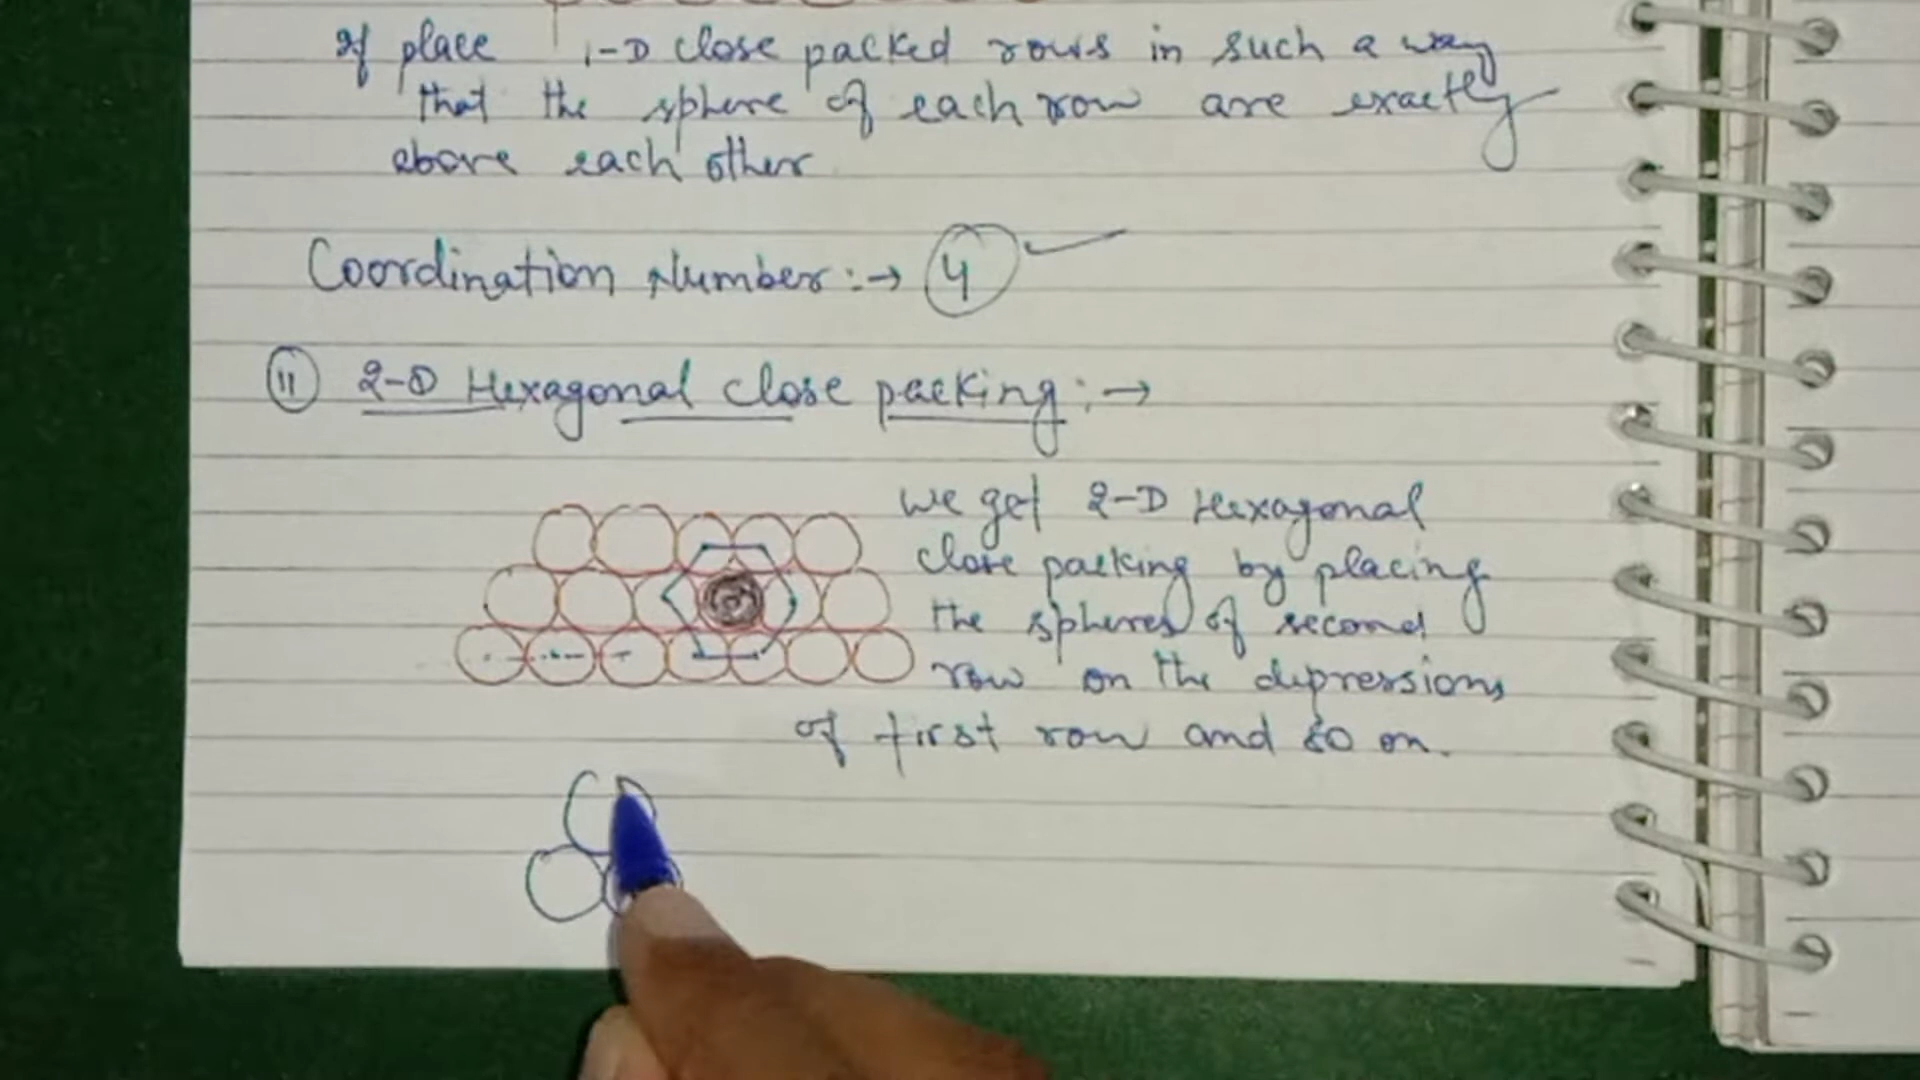 If place 1-D close packed rows in such a way
that the sphere of each row are exactly
above each other
Coordination Number :→ 4
(ii) 2-D Hexagonal close packing :→
We get 2-D Hexagonal
close packing by placing
the spheres of second
row on the depressions
of first row and so on.